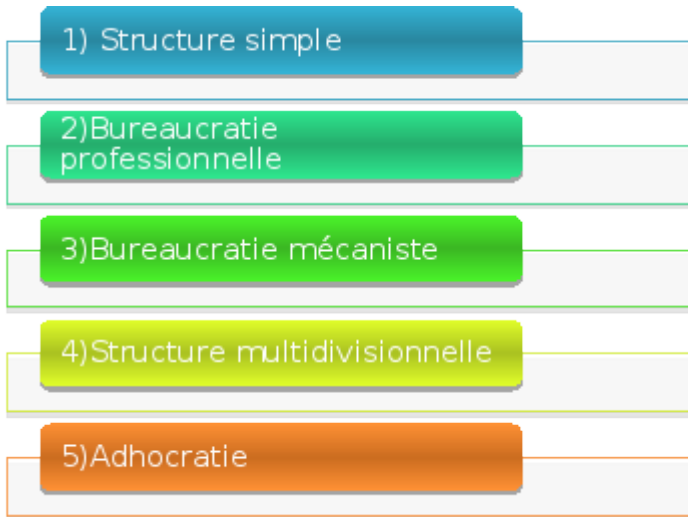 1) Structure simple
2)Bureaucratie
professionnelle
3)Bureaucratie mécaniste
4)Structure multidivisionnelle
5)Adhocratie